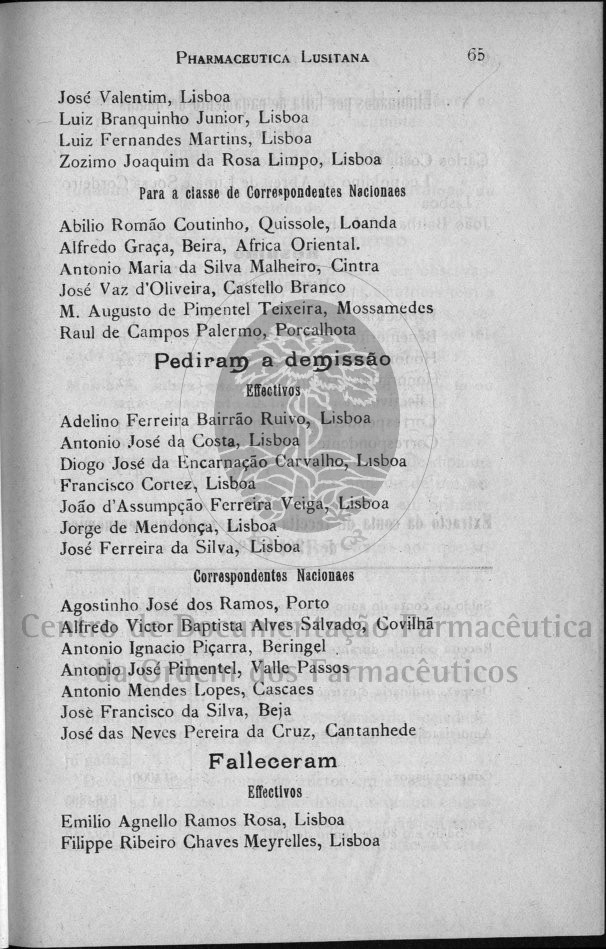 PHARMACEUTICA LUSITANA 65
José Valentim, Lisboa
Luiz Branquinho Junior, Lisboa
Luiz Fernandes Martins, Lisboa
Zozimo Joaquim da Rosa Limpo, Lisboa
Para a classe de Correspondentes Nacionaes
Abilio Romão Coutinho, Quissole, Loanda
Alfredo Graça, Beira, Africa Oriental.
Antonio Maria da Silva Malheiro, Cintra
José Vaz d'Oliveira, Castello Branco
M. Augusto de Pimentel Teixeira, Mossamedes
Raul de Campos Palermo, Porcalhota
Pediram a demissão
Effectivos
Adelino Ferreira Bairrão Ruivo, Lisboa
Antonio José da Costa, Lisboa
Diogo José da Encarnação Carvalho, Lisboa
Francisco Cortez, Lisboa
João d'Assumpção Ferreira Veiga, Lisboa
Jorge de Mendonça, Lisboa
José Ferreira da Silva, Lisboa
Correspondentes Nacionaes
Agostinho José dos Ramos, Porto
Centro de Documentação Farmacêutica
Alfredo Victor Baptista Alves Salvado, Covilhã
Antonio Ignacio Piçarra, Beringel
da Ordem dos Farmacêuticos
Antonio José Pimentel, Valle Passos
Antonio Mendes Lopes, Cascaes
Josè Francisco da Silva, Beja
José das Neves Pereira da Cruz, Cantanhede
Falleceram
Effectivos
Emilio Agnello Ramos Rosa, Lisboa
Filippe Ribeiro Chaves Meyrelles, Lisboa